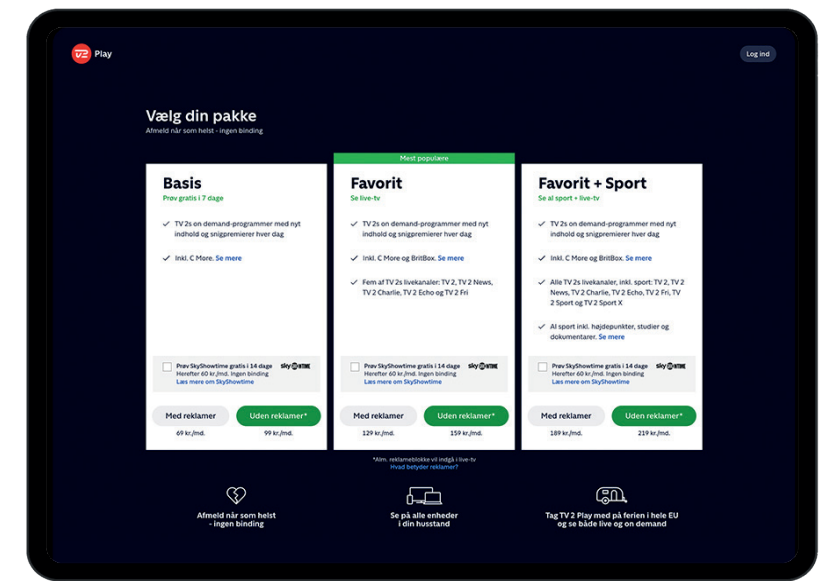 TV2 Play
Log ind
Vælg din pakke
Afmeld når som helst - ingen binding
Basis
Prøv gratis i 7 dage
TV 2s on demand-programmer med nyt
indhold og snigpremierer hver dag
Inkl. C More. Se mere
Prøv SkyShowtime gratis i 14 dage
sky SHOWTIME
Herefter 60 kr./md. Ingen binding
Læs mere om SkyShowtime
Med reklamer
Uden reklamer*
69 kr./md.
99 kr./md.
Mest populære
Favorit
Se live-tv
TV 2s on demand-programmer med nyt
indhold og snigpremierer hver dag
Inkl. C More og BritBox. Se mere
Fem af TV 2s livekanaler: TV 2, TV 2 News,
TV 2 Charlie, TV 2 Echo og TV 2 Fri
Prøv SkyShowtime gratis i 14 dage
sky SHOWTIME
Herefter 60 kr./md. Ingen binding
Læs mere om SkyShowtime
Med reklamer
Uden reklamer*
129 kr./md.
159 kr./md.
Favorit + Sport
Se al sport + live-tv
TV 2s on demand-programmer med nyt
indhold og snigpremierer hver dag
Inkl. C More og BritBox. Se mere
Alle TV 2s livekanaler, inkl. sport: TV 2, TV 2
News, TV 2 Charlie, TV 2 Echo, TV 2 Fri, TV
2 Sport og TV 2 Sport X
Al sport inkl. højdepunkter, studier og
dokumentarer. Se mere
Prøv SkyShowtime gratis i 14 dage
sky SHOWTIME
Herefter 60 kr./md. Ingen binding
Læs mere om SkyShowtime
Med reklamer
Uden reklamer*
189 kr./md.
219 kr./md.
*Alm. reklameblokke vil indgå i live-tv
Hvad betyder reklamer?
Afmeld når som helst
- ingen binding
Se på alle enheder
i din husstand
Tag TV 2 Play med på ferien i hele EU
og se både live og on demand